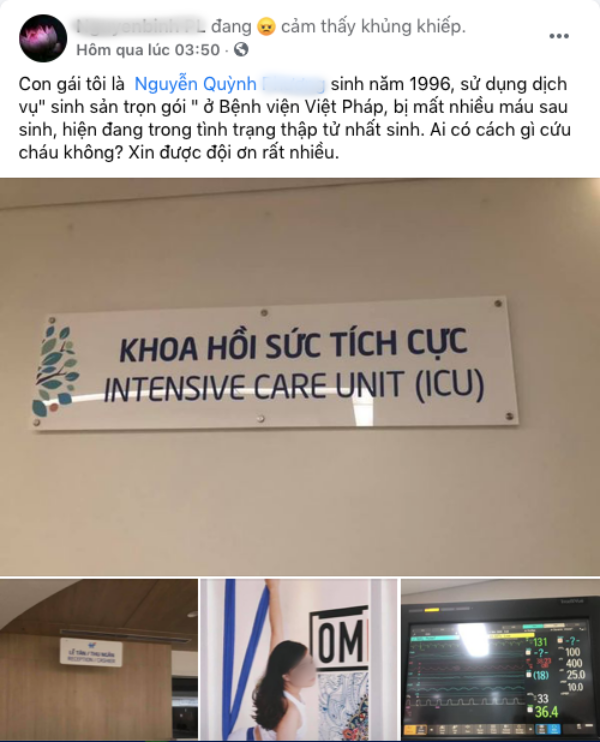 đang 😡 cảm thấy khủng khiếp.
Hôm qua lúc 03:50 ·
Con gái tôi là Nguyễn Quỳnh sinh năm 1996, sử dụng dịch
vụ" sinh sản trọn gói " ở Bệnh viện Việt Pháp, bị mất nhiều máu sau
sinh, hiện đang trong tình trạng thập tử nhất sinh. Ai có cách gì cứu
cháu không? Xin được đội ơn rất nhiều.
KHOA HỒI SỨC TÍCH CỰC
INTENSIVE CARE UNIT (ICU)
LỄ TÂN / THU NGÂN
RECEPTION / CASHIER
OM
131
-?-
-?-
100
400
(18)
25.0
10.0
33
36.4